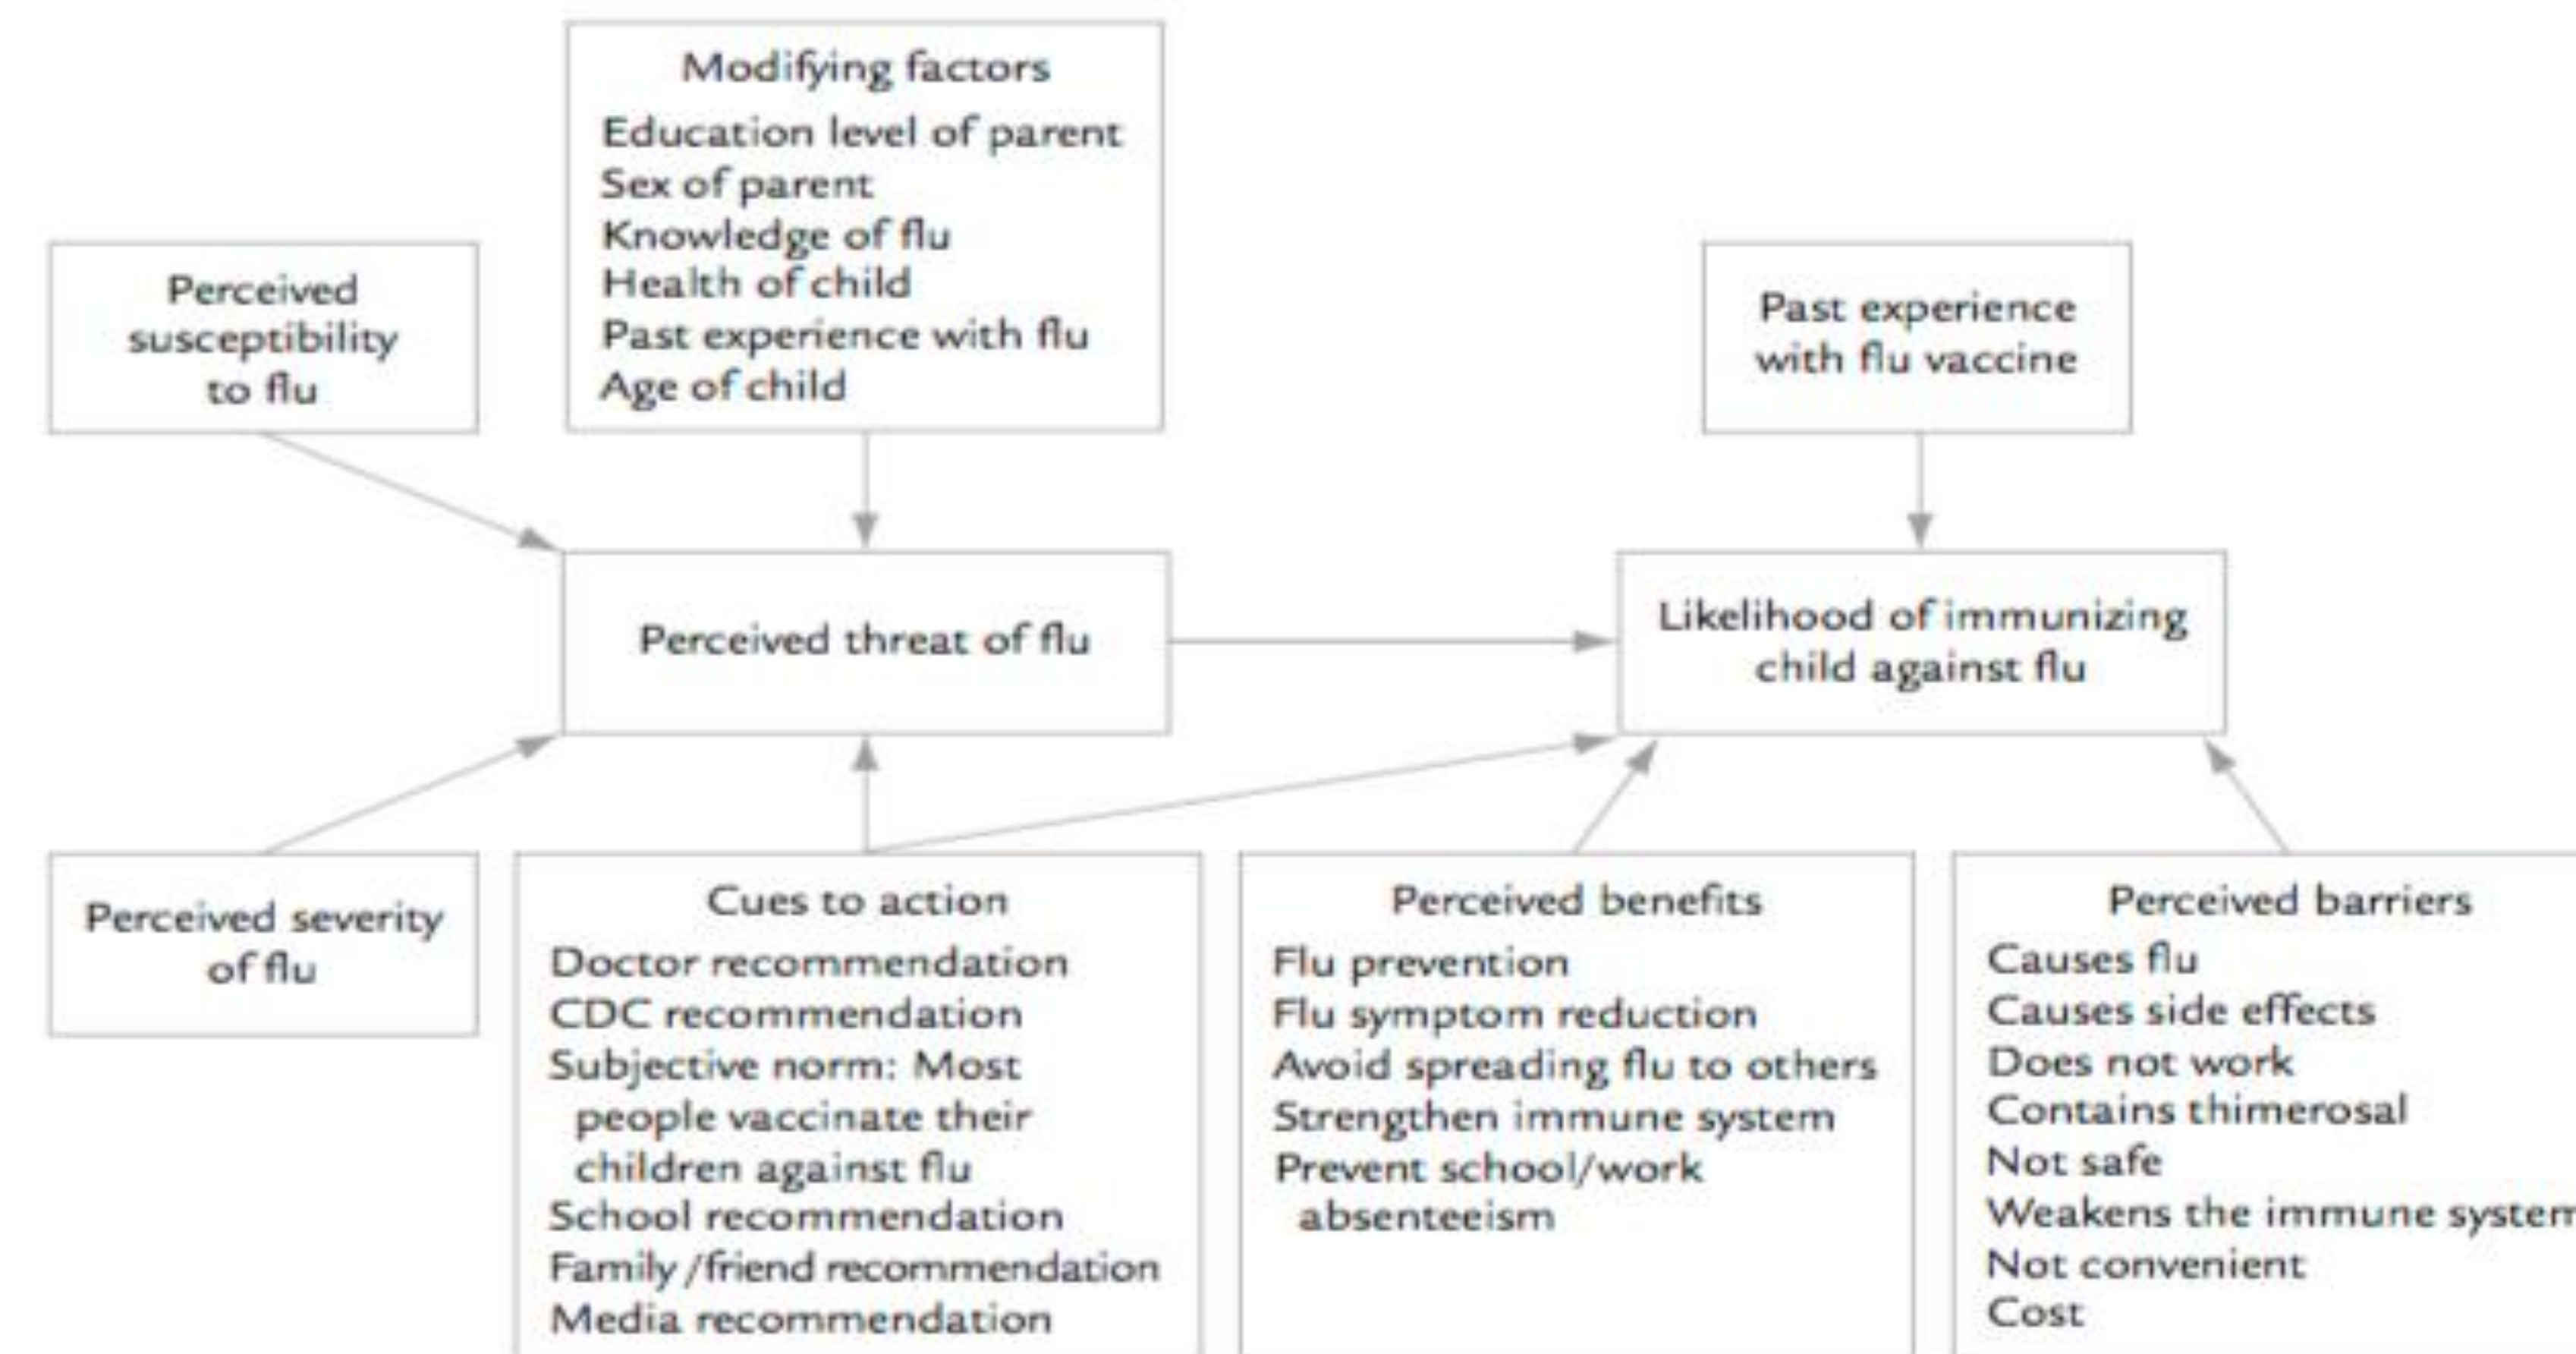 Modifying factors
Education level of parent
Sex of parent
Knowledge of flu
Health of child
Past experience with flu
Age of child
Perceived
susceptibility
to flu
Past experience
with flu vaccine
Perceived threat of flu
Likelihood of immunizing
child against flu
Perceived severity
of flu
Cues to action
Doctor recommendation
CDC recommendation
Subjective norm: Most
people vaccinate their
children against flu
School recommendation
Family/friend recommendation
Media recommendation
Perceived benefits
Flu prevention
Flu symptom reduction
Avoid spreading flu to others
Strengthen immune system
Prevent school/work
absenteeism
Perceived barriers
Causes flu
Causes side effects
Does not work
Contains thimerosal
Not safe
Weakens the immune system
Not convenient
Cost